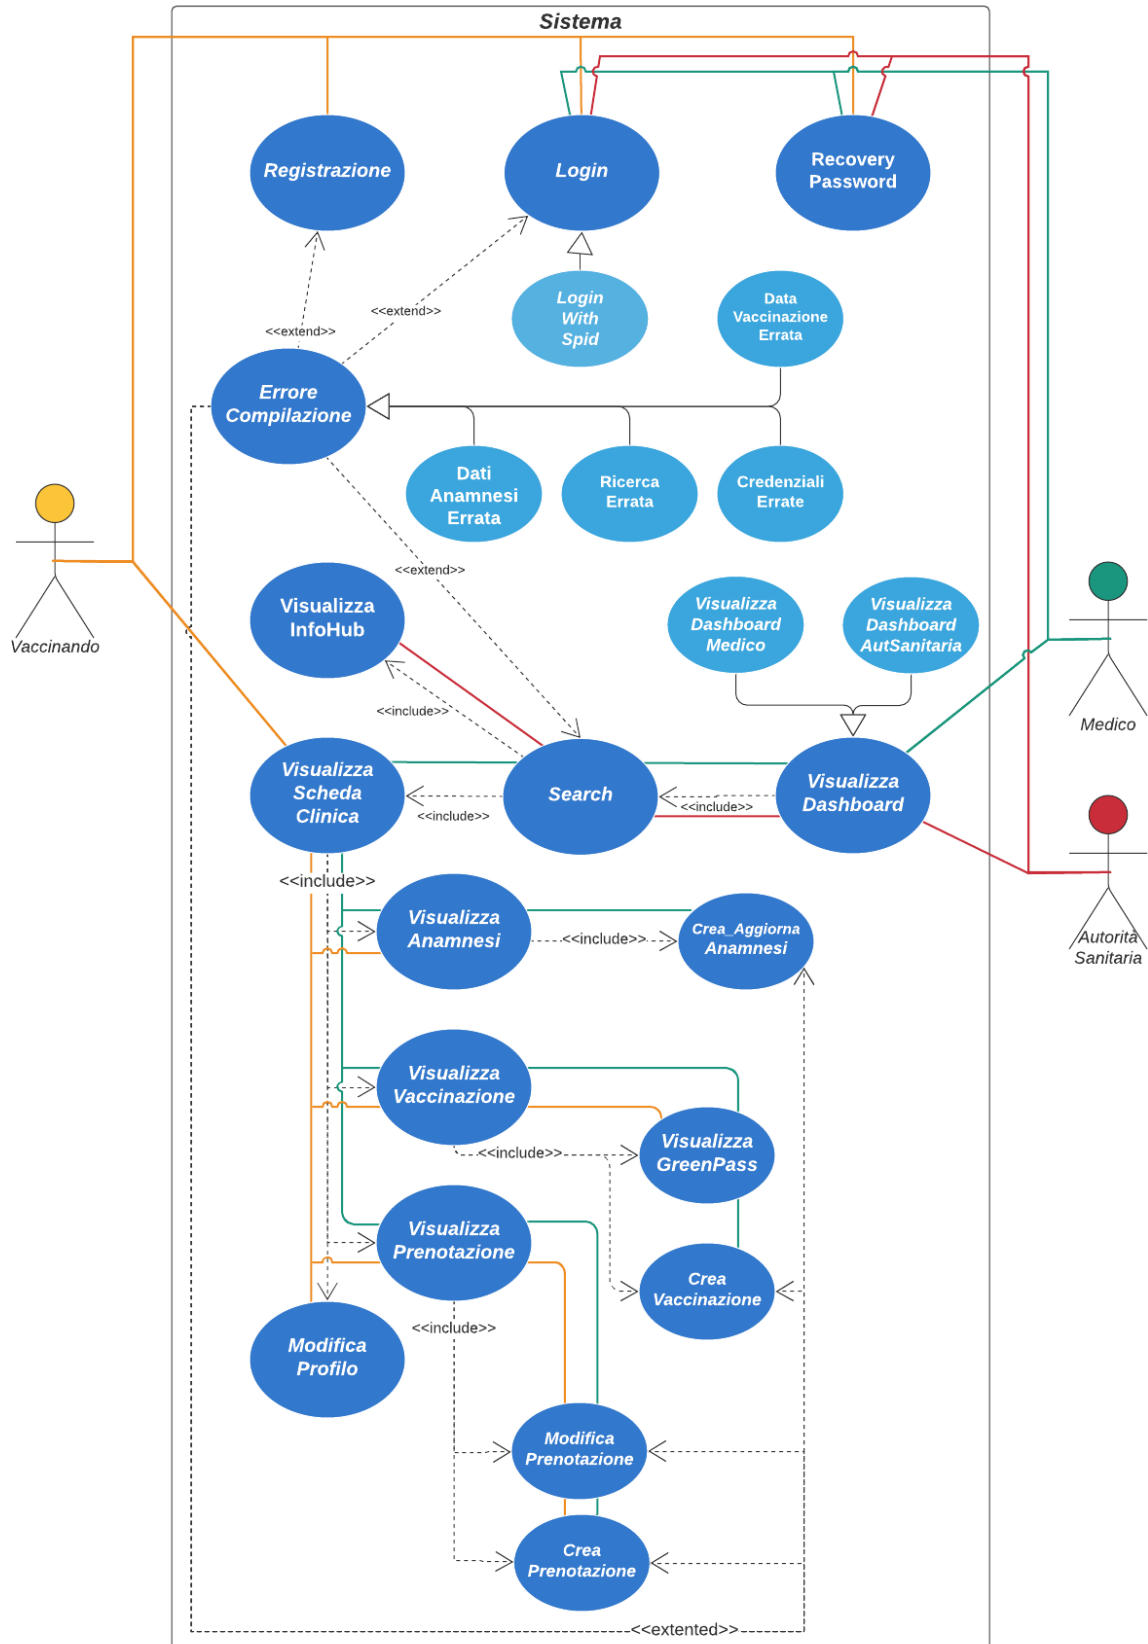 Sistema
Registrazione
Login
Recovery
Password
<<extend>>
<<extend>>
Login
With
Spid
Data
Vaccinazione
Errata
Errore
Compilazione
Dati
Anamnesi
Errata
Ricerca
Errata
Credenziali
Errate
Vaccinando
<<extend>>
Visualizza
InfoHub
Visualizza
Dashboard
Medico
Visualizza
Dashboard
AutSanitaria
Medico
<<include>>
Visualizza
Scheda
Clinica
<<include>>
Search
<<include>>
Visualizza
Dashboard
<<include>>
Visualizza
Anamnesi
<<include>>
Crea_Aggiorna
Anamnesi
Autorità
Sanitaria
Visualizza
Vaccinazione
<<include>>
Visualizza
GreenPass
Visualizza
Prenotazione
Crea
Vaccinazione
<<include>>
Modifica
Profilo
Modifica
Prenotazione
Crea
Prenotazione
<<extented>>